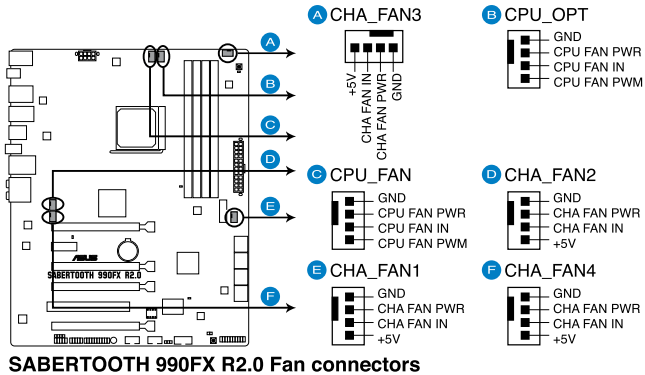 A CHA_FAN3
+5V
CHA FAN IN
CHA FAN PWR
GND
B CPU_OPT
GND
CPU FAN PWR
CPU FAN IN
CPU FAN PWM
A
B
C
D
E
F
C CPU_FAN
GND
CPU FAN PWR
CPU FAN IN
CPU FAN PWM
D CHA_FAN2
GND
CHA FAN PWR
CHA FAN IN
+5V
E CHA_FAN1
GND
CHA FAN PWR
CHA FAN IN
+5V
F CHA_FAN4
GND
CHA FAN PWR
CHA FAN IN
+5V
ASUS
SABERTOOTH 990FX R2.0
SABERTOOTH 990FX R2.0 Fan connectors